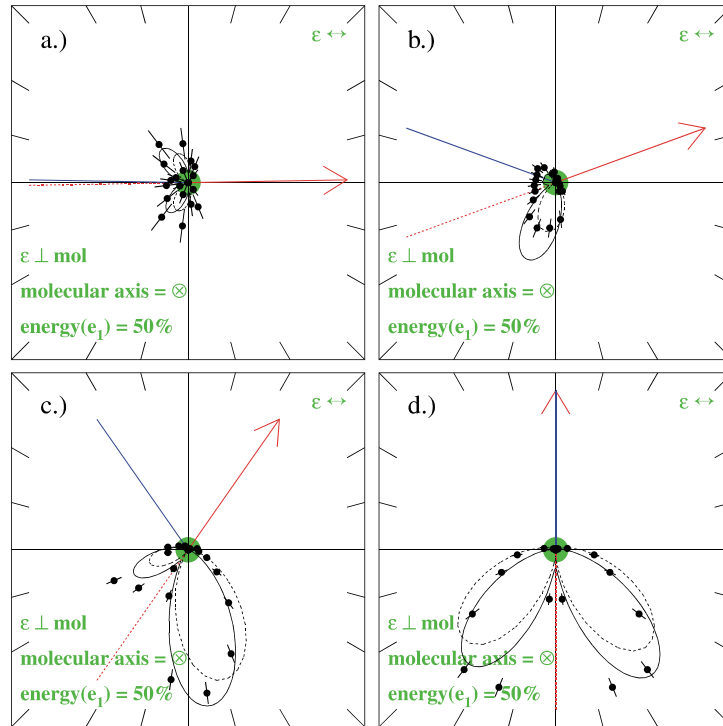 a.)
ε ↔
ε ⊥ mol
molecular axis = ⊗
energy(e₁) = 50%
b.)
ε ↔
ε ⊥ mol
molecular axis = ⊗
energy(e₁) = 50%
c.)
ε ↔
ε ⊥ mol
molecular axis = ⊗
energy(e₁) = 50%
d.)
ε ↔
ε ⊥ mol
molecular axis = ⊗
energy(e₁) = 50%